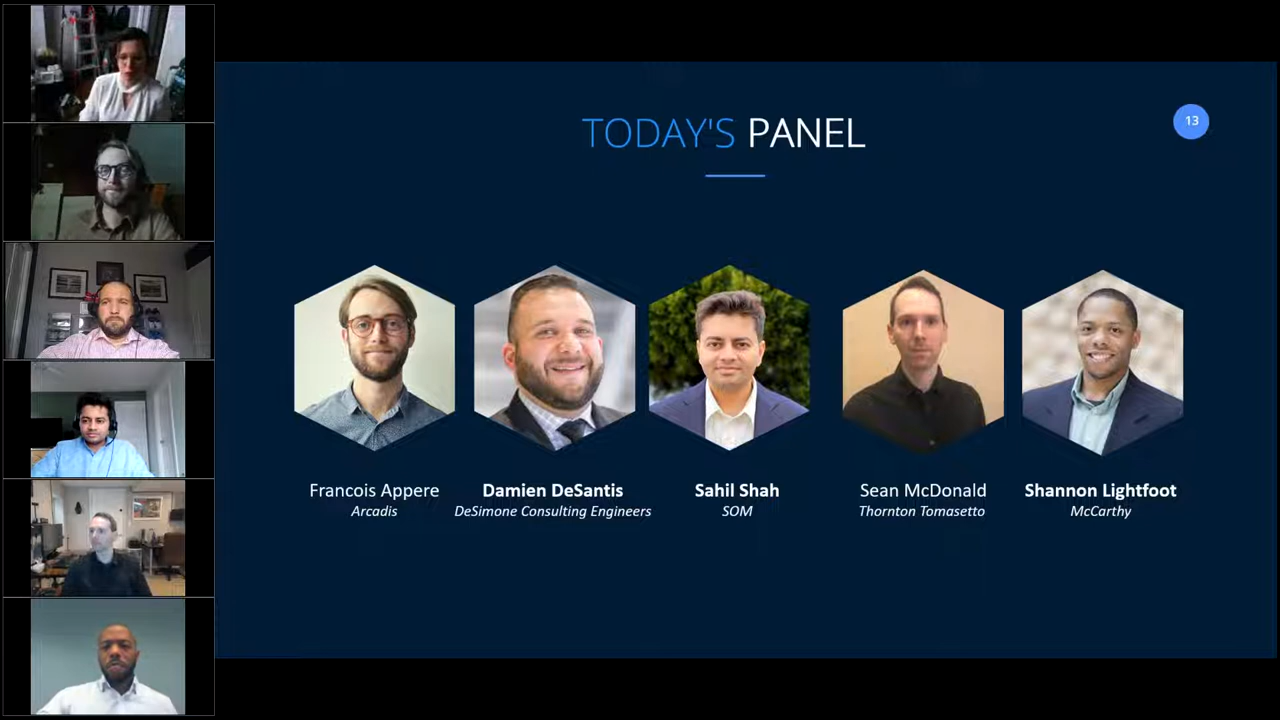 TODAY'S PANEL
13
Francois Appere
Arcadis
Damien DeSantis
DeSimone Consulting Engineers
Sahil Shah
SOM
Sean McDonald
Thornton Tomasetto
Shannon Lightfoot
McCarthy